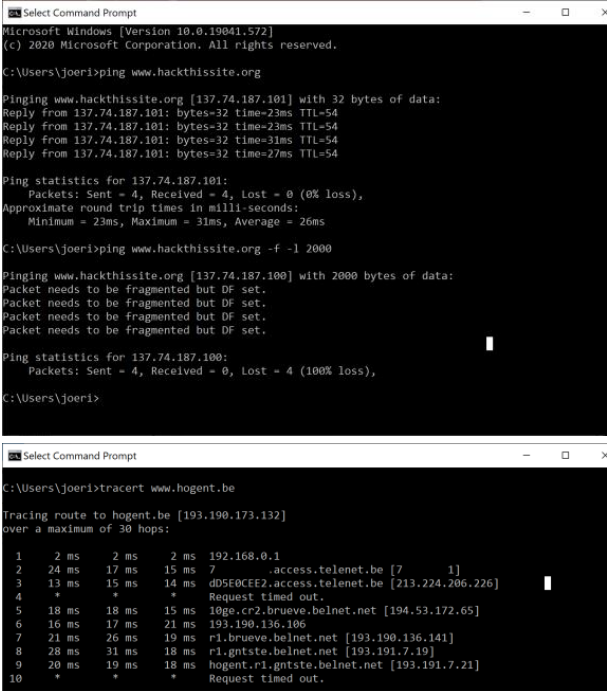 Select Command Prompt
Microsoft Windows [Version 10.0.19041.572]
(c) 2020 Microsoft Corporation. All rights reserved.
C:\Users\joeri>ping www.hackthissite.org
Pinging www.hackthissite.org [137.74.187.101] with 32 bytes of data:
Reply from 137.74.187.101: bytes=32 time=23ms TTL=54
Reply from 137.74.187.101: bytes=32 time=23ms TTL=54
Reply from 137.74.187.101: bytes=32 time=31ms TTL=54
Reply from 137.74.187.101: bytes=32 time=27ms TTL=54
Ping statistics for 137.74.187.101:
Packets: Sent = 4, Received = 4, Lost = 0 (0% loss),
Approximate round trip times in milli-seconds:
Minimum = 23ms, Maximum = 31ms, Average = 26ms
C:\Users\joeri>ping www.hackthissite.org -f -l 2000
Pinging www.hackthissite.org [137.74.187.100] with 2000 bytes of data:
Packet needs to be fragmented but DF set.
Packet needs to be fragmented but DF set.
Packet needs to be fragmented but DF set.
Packet needs to be fragmented but DF set.
Ping statistics for 137.74.187.100:
Packets: Sent = 4, Received = 0, Lost = 4 (100% loss),
C:\Users\joeri>
Select Command Prompt
C:\Users\joeri>tracert www.hogent.be
Tracing route to hogent.be [193.190.173.132]
over a maximum of 30 hops:
1 2 ms 2 ms 2 ms 192.168.0.1
2 24 ms 17 ms 15 ms 7 .access.telenet.be [7 1]
3 13 ms 15 ms 14 ms dD5E0CEE2.access.telenet.be [213.224.206.226]
4 * * * Request timed out.
5 18 ms 18 ms 15 ms 10ge.cr2.brueve.belnet.net [194.53.172.65]
6 16 ms 17 ms 21 ms 193.190.136.106
7 21 ms 26 ms 19 ms r1.brueve.belnet.net [193.190.136.141]
8 28 ms 31 ms 18 ms r1.gntste.belnet.net [193.191.7.19]
9 20 ms 19 ms 18 ms hogent.r1.gntste.belnet.net [193.191.7.21]
10 * * * Request timed out.